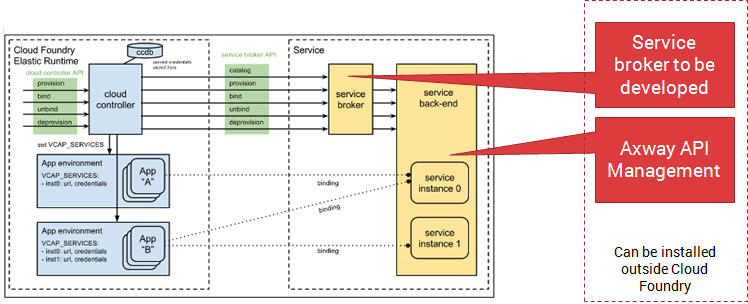 Cloud Foundry
Elastic Runtime
ccdb
service credentials
stored here
cloud controller API
provision
bind
unbind
deprovision
cloud
controller
service broker API
catalog
provision
bind
unbind
deprovision
Service
service
broker
service
back-end
set VCAP_SERVICES
App environment
VCAP_SERVICES:
- inst0: url, credentials
App
"A"
App environment
VCAP_SERVICES:
- inst0: url, credentials
- inst1: url, credentials
App
"B"
binding
binding
binding
service
instance 0
service
instance 1
Service
broker to be
developed
Axway API
Management
Can be installed
outside Cloud
Foundry